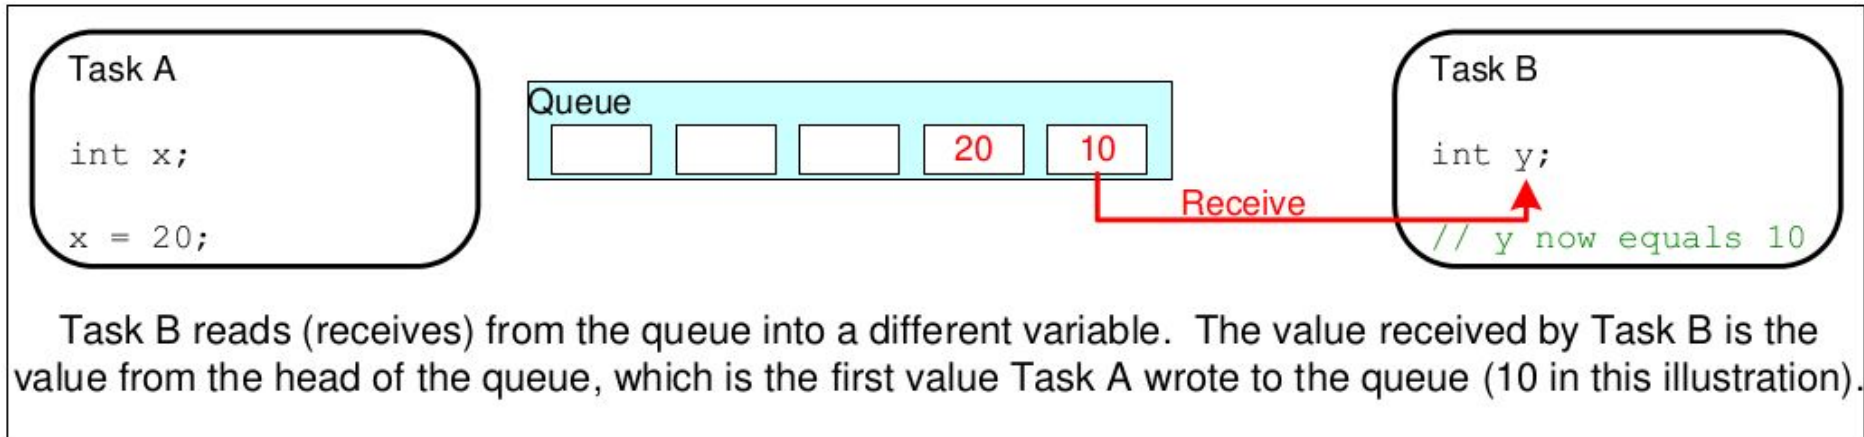 Task A
int x;
x = 20;
Queue
20
10
Receive
Task B
int y;
// y now equals 10
Task B reads (receives) from the queue into a different variable.  The value received by Task B is the
value from the head of the queue, which is the first value Task A wrote to the queue (10 in this illustration).